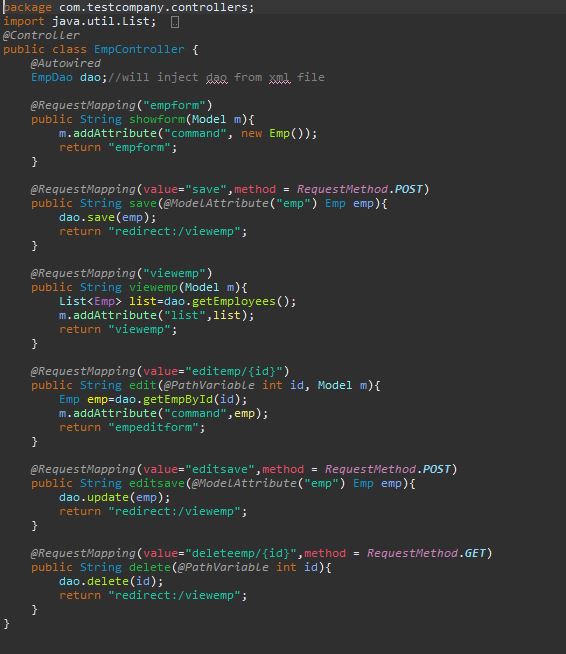 package com.testcompany.controllers;
import java.util.List;
@Controller
public class EmpController {
    @Autowired
    EmpDao dao;//will inject dao from xml file

    @RequestMapping("empform")
    public String showform(Model m){
        m.addAttribute("command", new Emp());
        return "empform";
    }

    @RequestMapping(value="save",method = RequestMethod.POST)
    public String save(@ModelAttribute("emp") Emp emp){
        dao.save(emp);
        return "redirect:/viewemp";
    }

    @RequestMapping("viewemp")
    public String viewemp(Model m){
        List<Emp> list=dao.getEmployees();
        m.addAttribute("list",list);
        return "viewemp";
    }

    @RequestMapping(value="editemp/{id}")
    public String edit(@PathVariable int id, Model m){
        Emp emp=dao.getEmpById(id);
        m.addAttribute("command",emp);
        return "empeditform";
    }

    @RequestMapping(value="editsave",method = RequestMethod.POST)
    public String editsave(@ModelAttribute("emp") Emp emp){
        dao.update(emp);
        return "redirect:/viewemp";
    }

    @RequestMapping(value="deleteemp/{id}",method = RequestMethod.GET)
    public String delete(@PathVariable int id){
        dao.delete(id);
        return "redirect:/viewemp";
    }
}